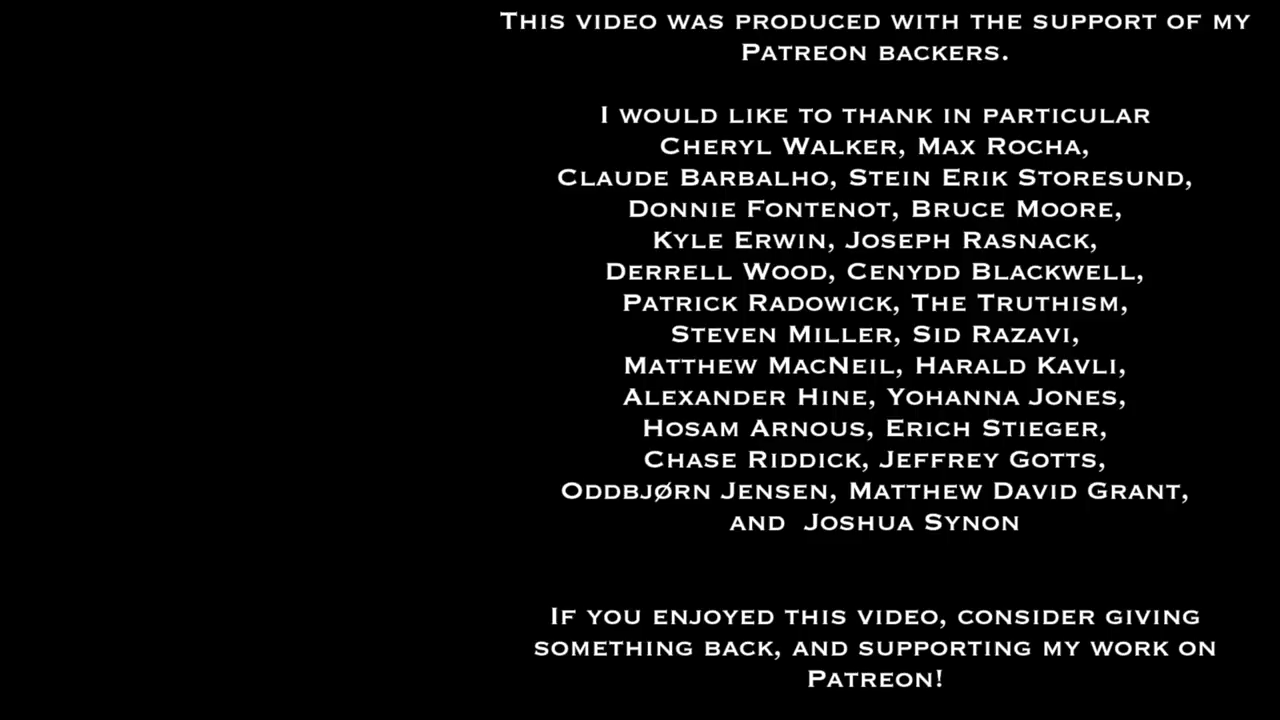 This video was produced with the support of my
Patreon backers.
I would like to thank in particular
Cheryl Walker, Max Rocha,
Claude Barbalho, Stein Erik Storesund,
Donnie Fontenot, Bruce Moore,
Kyle Erwin, Joseph Rasnack,
Derrell Wood, Cenydd Blackwell,
Patrick Radowick, The Truthism,
Steven Miller, Sid Razavi,
Matthew MacNeil, Harald Kavli,
Alexander Hine, Yohanna Jones,
Hosam Arnous, Erich Stieger,
Chase Riddick, Jeffrey Gotts,
Oddbjørn Jensen, Matthew David Grant,
and Joshua Synon
If you enjoyed this video, consider giving
something back, and supporting my work on
Patreon!